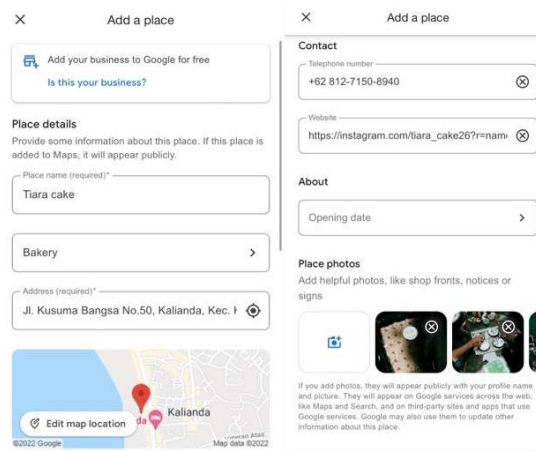 Add a place
Add your business to Google for free
Is this your business?
Place details
Provide some information about this place. If this place is
added to Maps, it will appear publicly.
Place name (required)*
Tiara cake
Bakery
Address (required)*
Jl. Kusuma Bangsa No.50, Kalianda, Kec. K
Edit map location
da
Kalianda
©2022 Google
Map data ©2022
Add a place
Contact
Telephone number
+62 812-7150-8940
Website
https://instagram.com/tiara_cake26?r=nam
About
Opening date
Place photos
Add helpful photos, like shop fronts, notices or
signs
If you add photos, they will appear publicly with your profile name
and picture. They will appear on Google services across the web,
like Maps and Search, and on third-party sites and apps that use
Google services. Google may also use them to update other
information about this place.